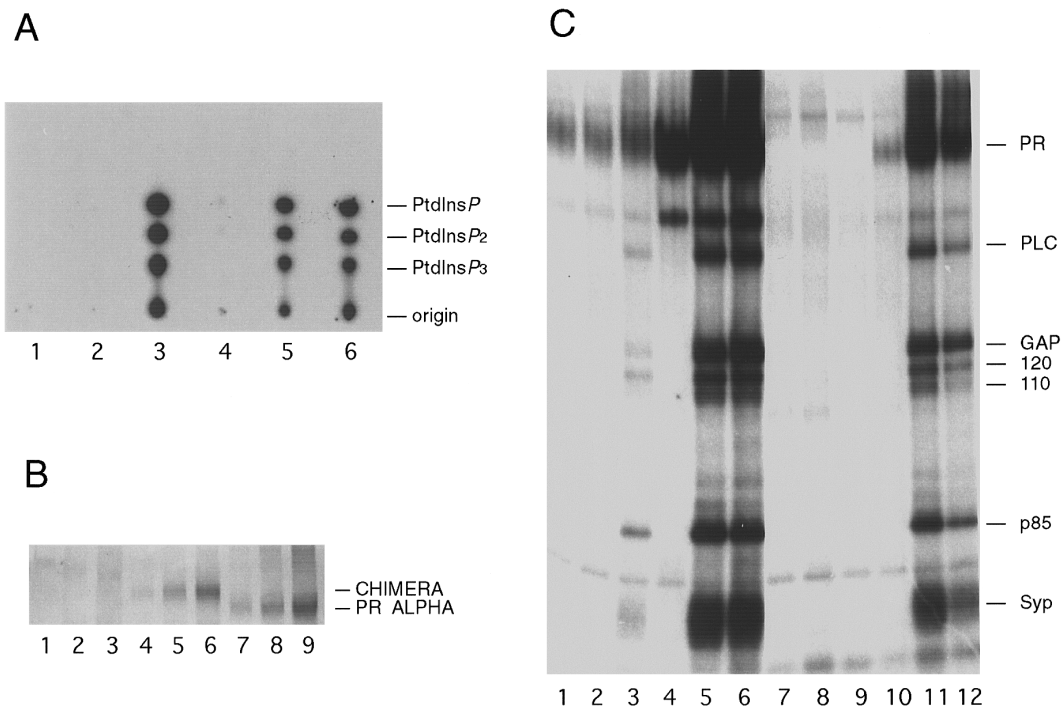 A
PtdInsP
PtdInsP2
PtdInsP3
origin
1 2 3 4 5 6
B
CHIMERA
PR ALPHA
1 2 3 4 5 6 7 8 9
C
PR
PLC
GAP
120
110
p85
Syp
1 2 3 4 5 6 7 8 9 10 11 12